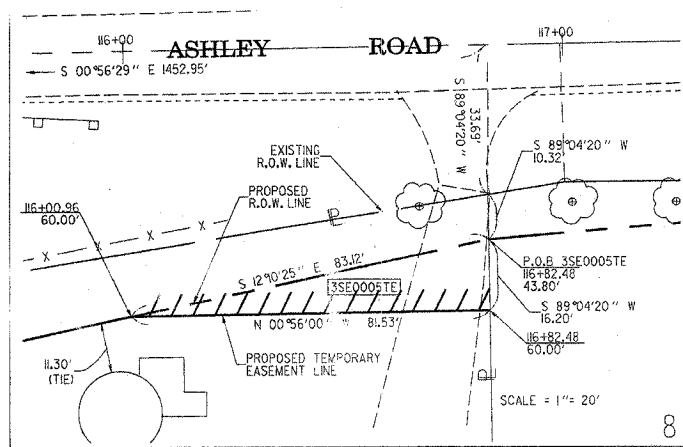 116+00
ASHLEY ROAD
117+00
S 00°56'29" E 1452.95'
S 89°04'20" W
33.69'
EXISTING
R.O.W. LINE
S 89°04'20" W
10.32'
PROPOSED
R.O.W. LINE
116+00.96
60.00'
S 12°10'25" E 83.12'
3SE0005TE
P.O.B 3SE0005TE
116+82.48
43.80'
S 89°04'20" W
16.20'
N 00°56'00" W 81.53'
116+82.48
60.00'
PROPOSED TEMPORARY
EASEMENT LINE
11.30'
(TIE)
SCALE = 1"= 20'
8